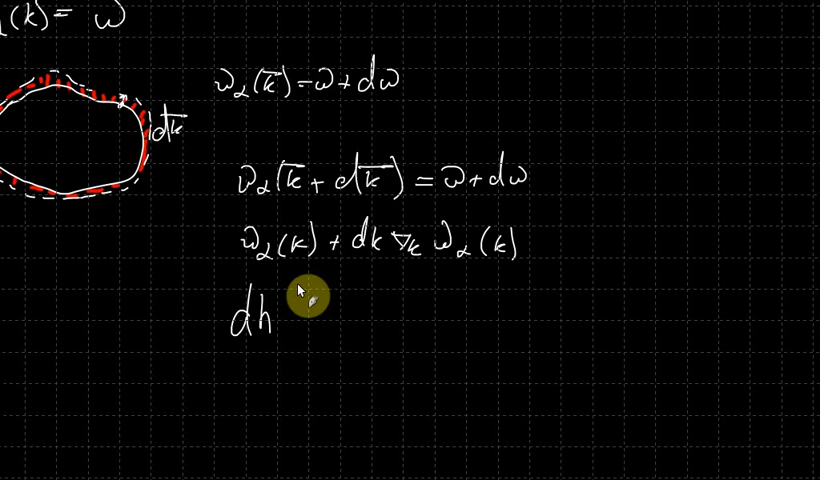 (k) = ω
ω_α(k̅) = ω + dω
dk̅
ω_α(k̅ + dk̅) = ω + dω
ω_α(k) + dk ∇_k ω_α(k)
dh